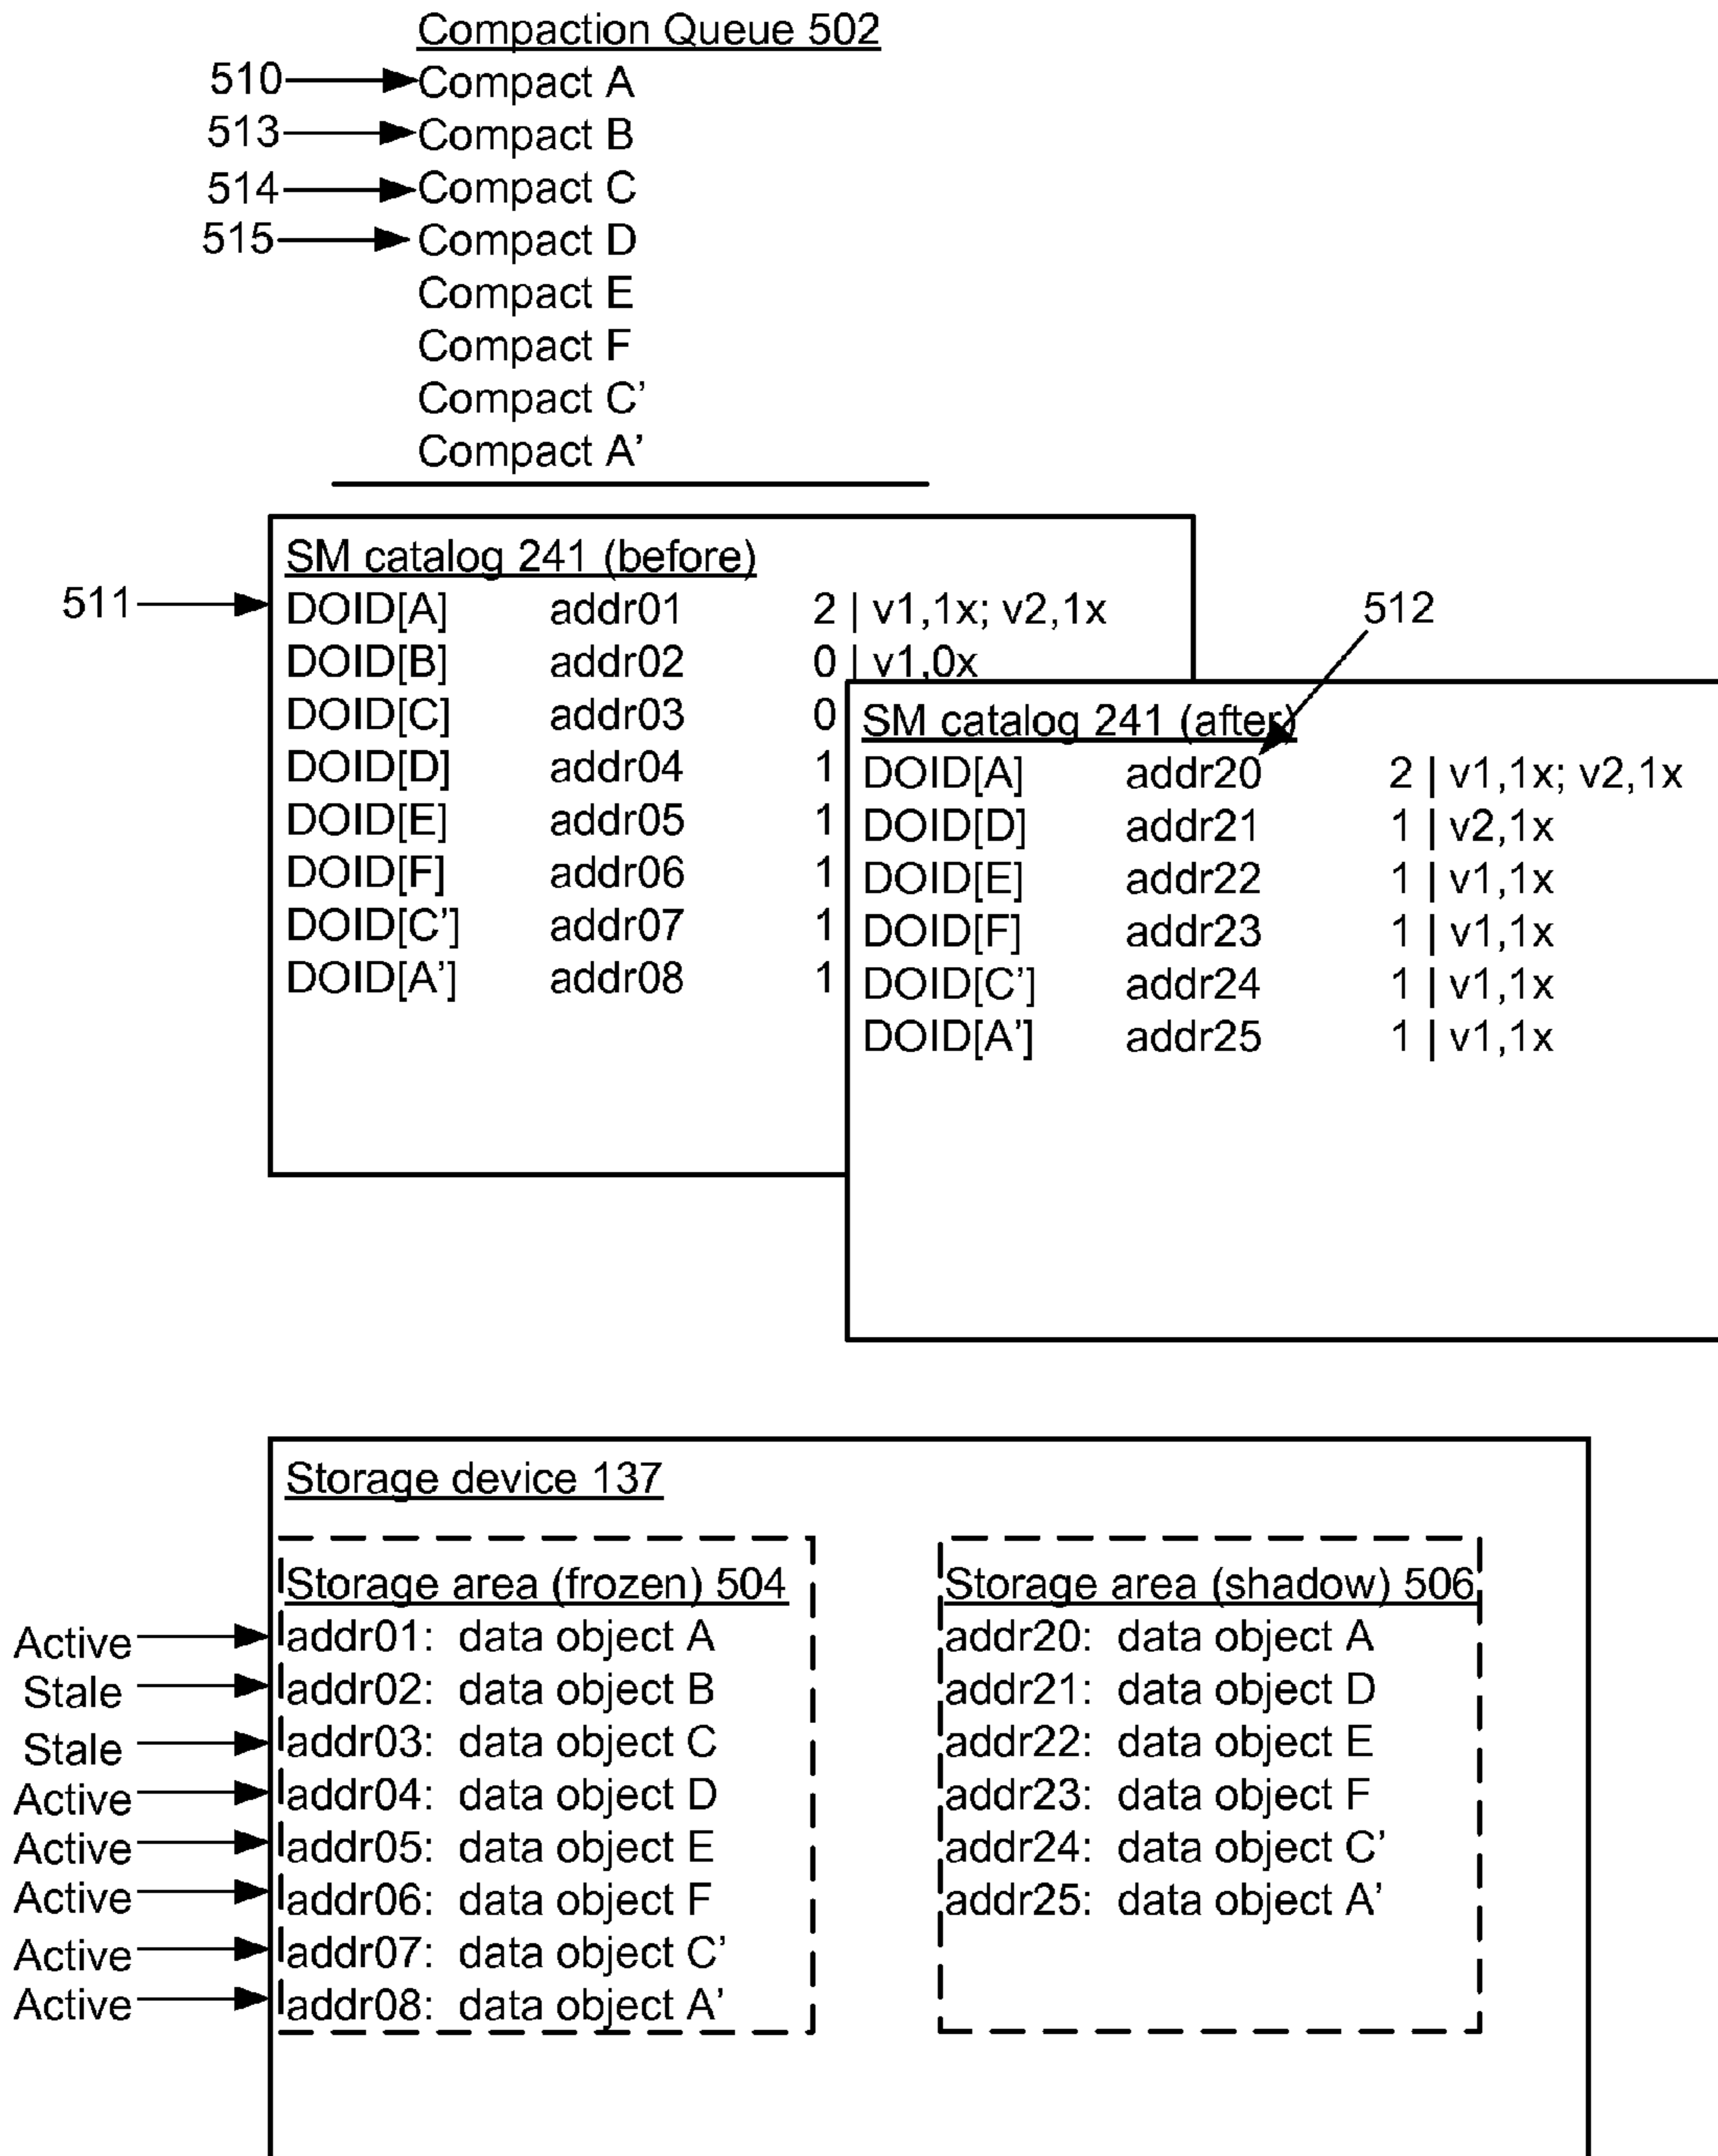 Compaction Queue 502
510 Compact A
513 Compact B
514 Compact C
515 Compact D
Compact E
Compact F
Compact C’
Compact A’
SM catalog 241 (before)
511 DOID[A] addr01 2 | v1,1x; v2,1x
512
DOID[B] addr02 0 | v1,0x
DOID[C] addr03 0
DOID[D] addr04 1
DOID[E] addr05 1
DOID[F] addr06 1
DOID[C’] addr07 1
DOID[A’] addr08 1
SM catalog 241 (after)
DOID[A] addr20 2 | v1,1x; v2,1x
DOID[D] addr21 1 | v2,1x
DOID[E] addr22 1 | v1,1x
DOID[F] addr23 1 | v1,1x
DOID[C’] addr24 1 | v1,1x
DOID[A’] addr25 1 | v1,1x
Storage device 137
Storage area (frozen) 504
Active addr01: data object A
Stale addr02: data object B
Stale addr03: data object C
Active addr04: data object D
Active addr05: data object E
Active addr06: data object F
Active addr07: data object C’
Active addr08: data object A’
Storage area (shadow) 506
addr20: data object A
addr21: data object D
addr22: data object E
addr23: data object F
addr24: data object C’
addr25: data object A’